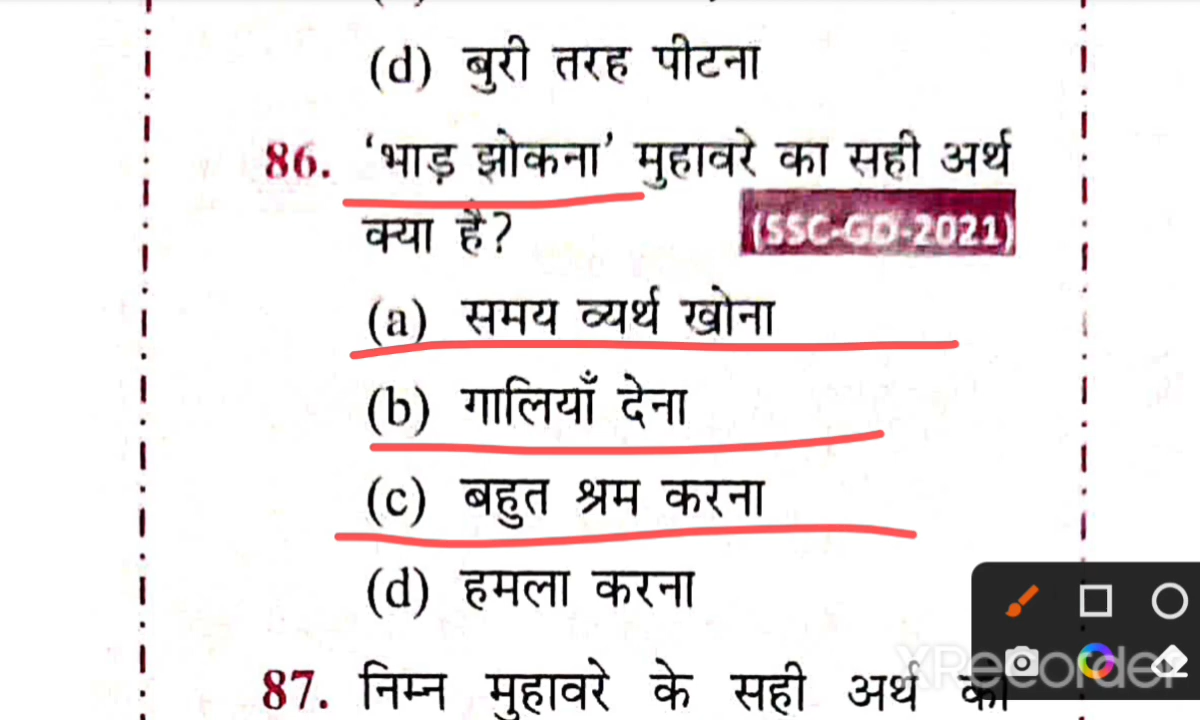 (d) बुरी तरह पीटना
86. 'भाड़ झोकना' मुहावरे का सही अर्थ
क्या है? (SSC-GD-2021)
(a) समय व्यर्थ खोना
(b) गालियाँ देना
(c) बहुत श्रम करना
(d) हमला करना
87. निम्न मुहावरे के सही अर्थ का
XRecorder